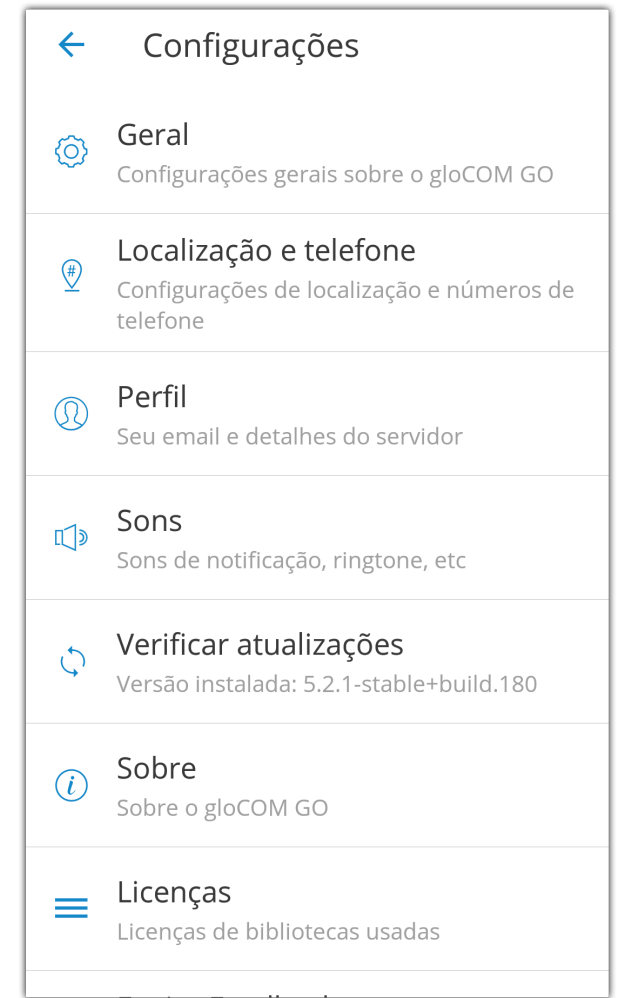 Configurações
Geral
Configurações gerais sobre o gloCOM GO
#
Localização e telefone
Configurações de localização e números de
telefone
Perfil
Seu email e detalhes do servidor
Sons
Sons de notificação, ringtone, etc
Verificar atualizações
Versão instalada: 5.2.1-stable+build.180
i
Sobre
Sobre o gloCOM GO
Licenças
Licenças de bibliotecas usadas